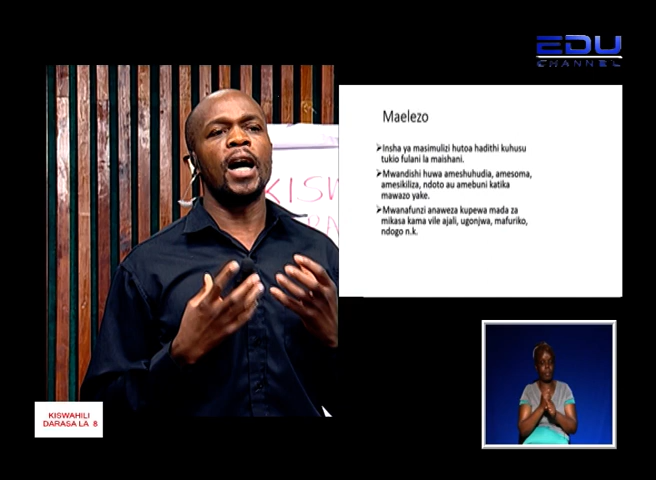 EDU
CHANNEL
Maelezo
➢Insha ya masimulizi hutoa hadithi kuhusu
tukio fulani la maishani.
➢Mwandishi huwa ameshuhudia, amesoma,
amesikiliza, ndoto au amebuni katika
mawazo yake.
➢Mwanafunzi anaweza kupewa mada za
mikasa kama vile ajali, ugonjwa, mafuriko,
ndogo n.k.
KISW
KISWAHILI
DARASA LA 8